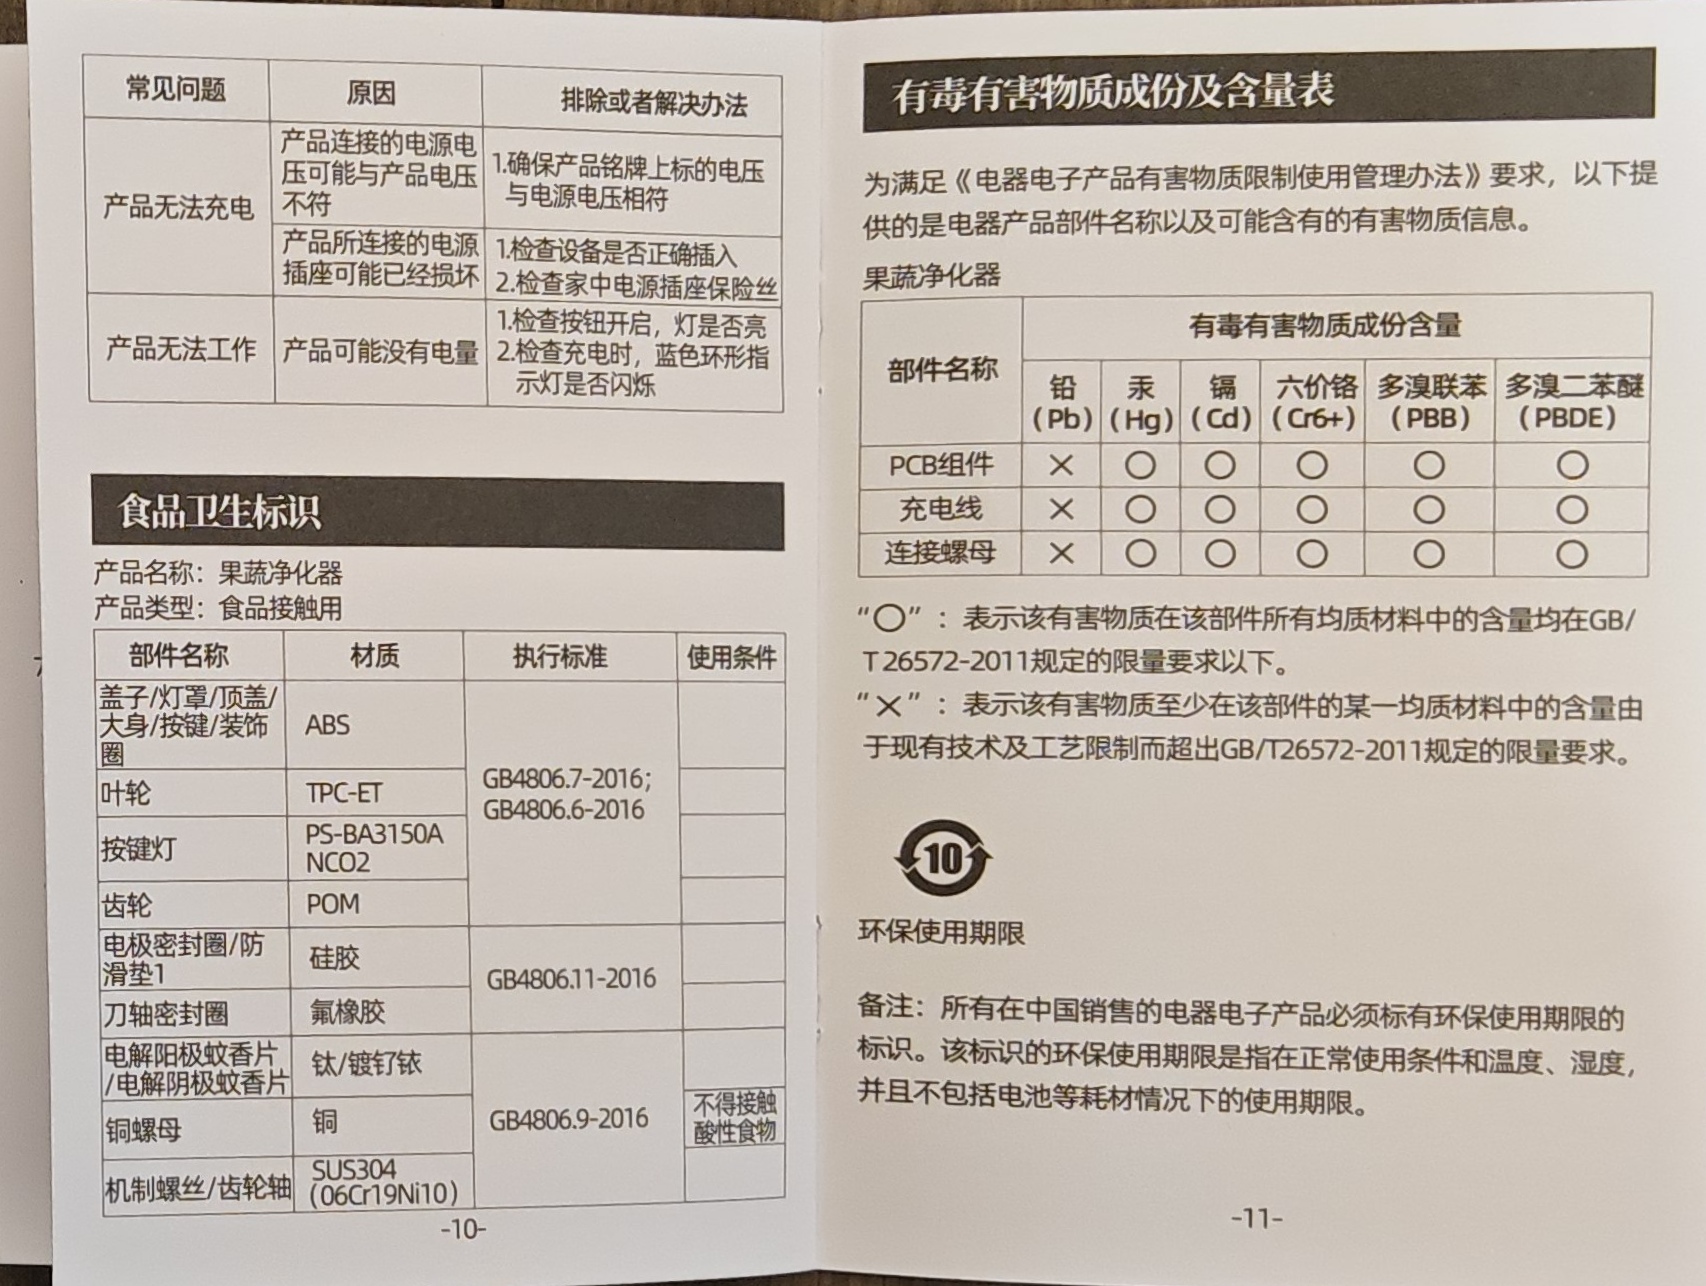 常见问题 原因 排除或者解决办法
产品无法充电
产品连接的电源电
压可能与产品电压
不符
1.确保产品铭牌上标的电压
与电源电压相符
产品所连接的电源
插座可能已经损坏
1.检查设备是否正确插入
2.检查家中电源插座保险丝
产品无法工作
产品可能没有电量
1.检查按钮开启，灯是否亮
2.检查充电时，蓝色环形指
示灯是否闪烁
食品卫生标识
产品名称：果蔬净化器
产品类型：食品接触用
部件名称 材质 执行标准 使用条件
盖子/灯罩/顶盖/
大身/按键/装饰
圈
ABS
GB4806.7-2016；
GB4806.6-2016
叶轮 TPC-ET
按键灯
PS-BA3150A
NCO2
齿轮 POM
电极密封圈/防
滑垫1
硅胶
GB4806.11-2016
刀轴密封圈 氟橡胶
电解阳极蚊香片
/电解阴极蚊香片
钛/镀钌铱
GB4806.9-2016
铜螺母 铜
不得接触
酸性食物
机制螺丝/齿轮轴
SUS304
(06Cr19Ni10)
-10-
有毒有害物质成份及含量表
为满足《电器电子产品有害物质限制使用管理办法》要求，以下提
供的是电器产品部件名称以及可能含有的有害物质信息。
果蔬净化器
部件名称
有毒有害物质成份含量
铅 汞 镉 六价铬 多溴联苯 多溴二苯醚
(Pb) (Hg) (Cd) (Cr6+) (PBB) (PBDE)
PCB组件 × ○ ○ ○ ○ ○
充电线 × ○ ○ ○ ○ ○
连接螺母 × ○ ○ ○ ○ ○
“○”：表示该有害物质在该部件所有均质材料中的含量均在GB/
T 26572-2011规定的限量要求以下。
“×”：表示该有害物质至少在该部件的某一均质材料中的含量由
于现有技术及工艺限制而超出GB/T26572-2011规定的限量要求。
10
环保使用期限
备注：所有在中国销售的电器电子产品必须标有环保使用期限的
标识。该标识的环保使用期限是指在正常使用条件和温度、湿度，
并且不包括电池等耗材情况下的使用期限。
-11-